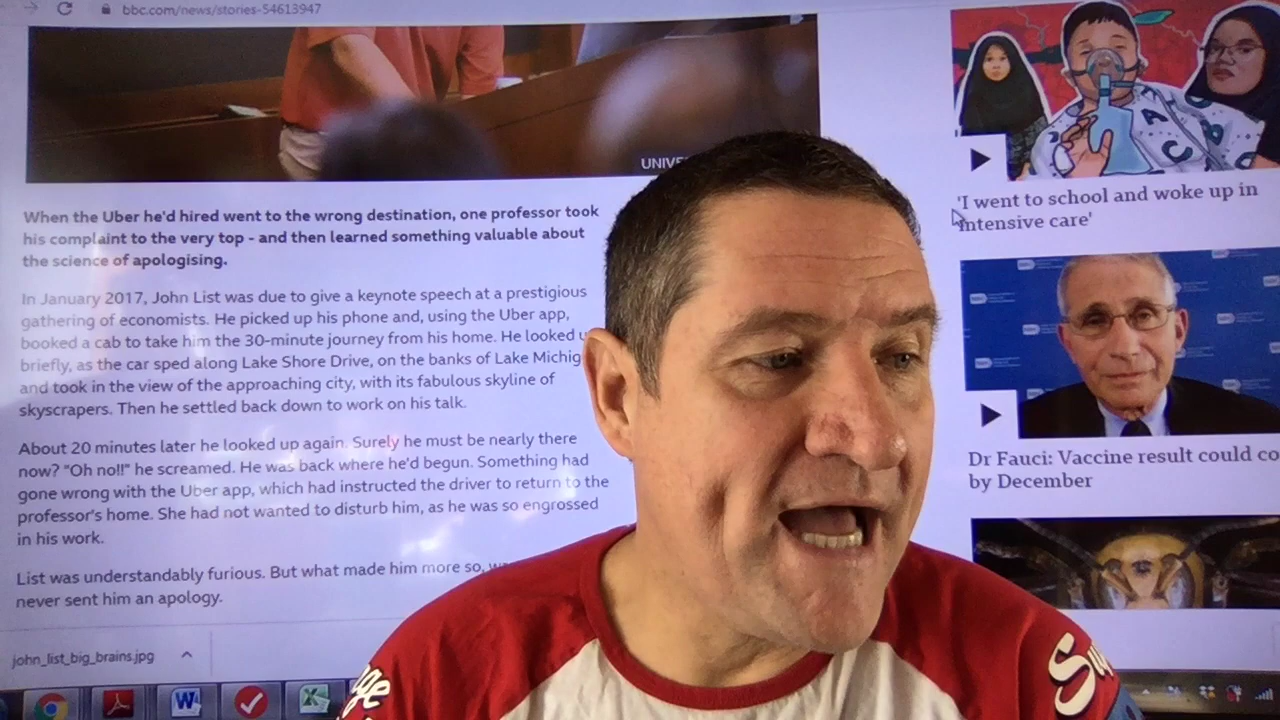 bbc.com/news/stories-54613947
When the Uber he'd hired went to the wrong destination, one professor took
his complaint to the very top - and then learned something valuable about
the science of apologising.
In January 2017, John List was due to give a keynote speech at a prestigious
gathering of economists. He picked up his phone and, using the Uber app,
booked a cab to take him the 30-minute journey from his home. He looked
briefly, as the car sped along Lake Shore Drive, on the banks of Lake Michig
and took in the view of the approaching city, with its fabulous skyline of
skyscrapers. Then he settled back down to work on his talk.
About 20 minutes later he looked up again. Surely he must be nearly there
now? "Oh no!!" he screamed. He was back where he'd begun. Something had
gone wrong with the Uber app, which had instructed the driver to return to the
professor's home. She had not wanted to disturb him, as he was so engrossed
in his work.
List was understandably furious. But what made him more so,
never sent him an apology.
john_list_big_brains.jpg
UNIVE
A
B
C
'I went to school and woke up in
intensive care'
Dr Fauci: Vaccine result could co
by December